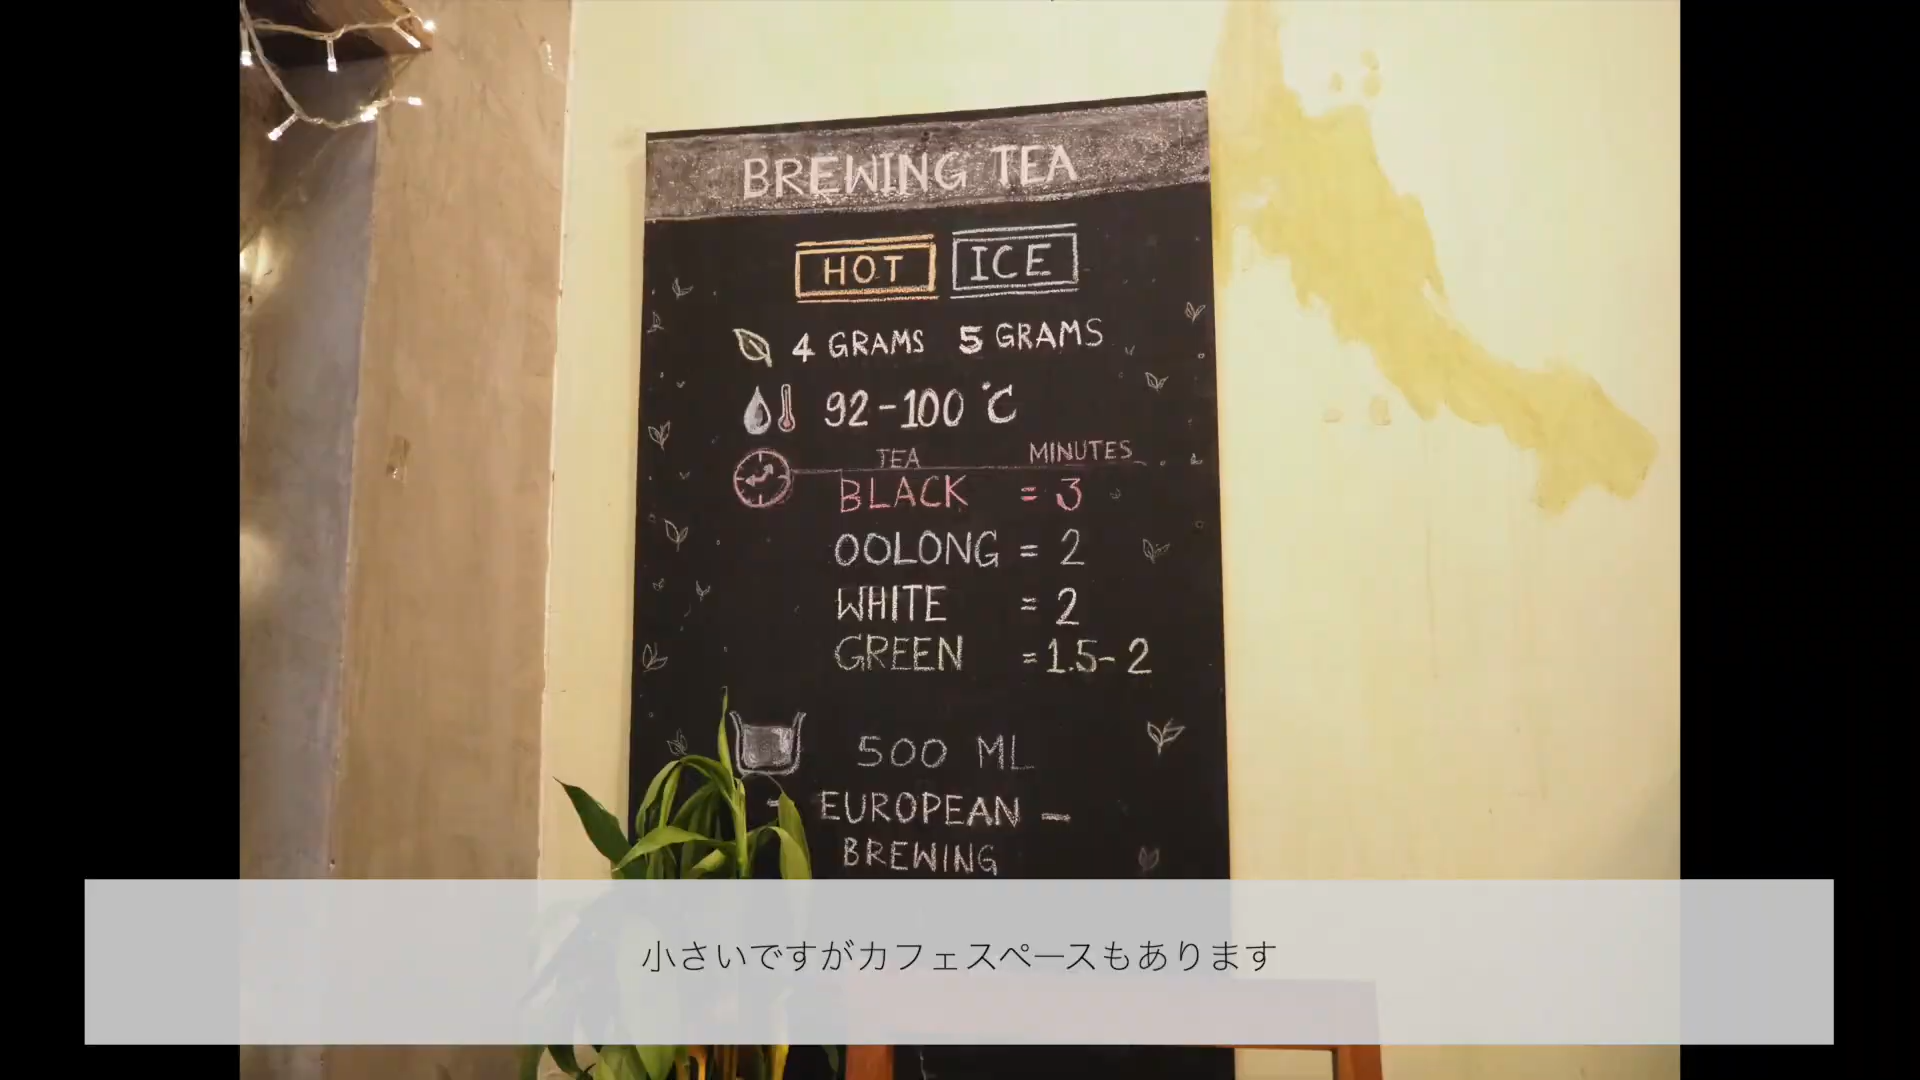 BREWING TEA
HOT ICE
4 GRAMS 5 GRAMS
92-100 °C
TEA MINUTES
BLACK = 3
OOLONG = 2
WHITE = 2
GREEN = 1.5-2
500 ML
- EUROPEAN -
BREWING
小さいですがカフェスペースもあります